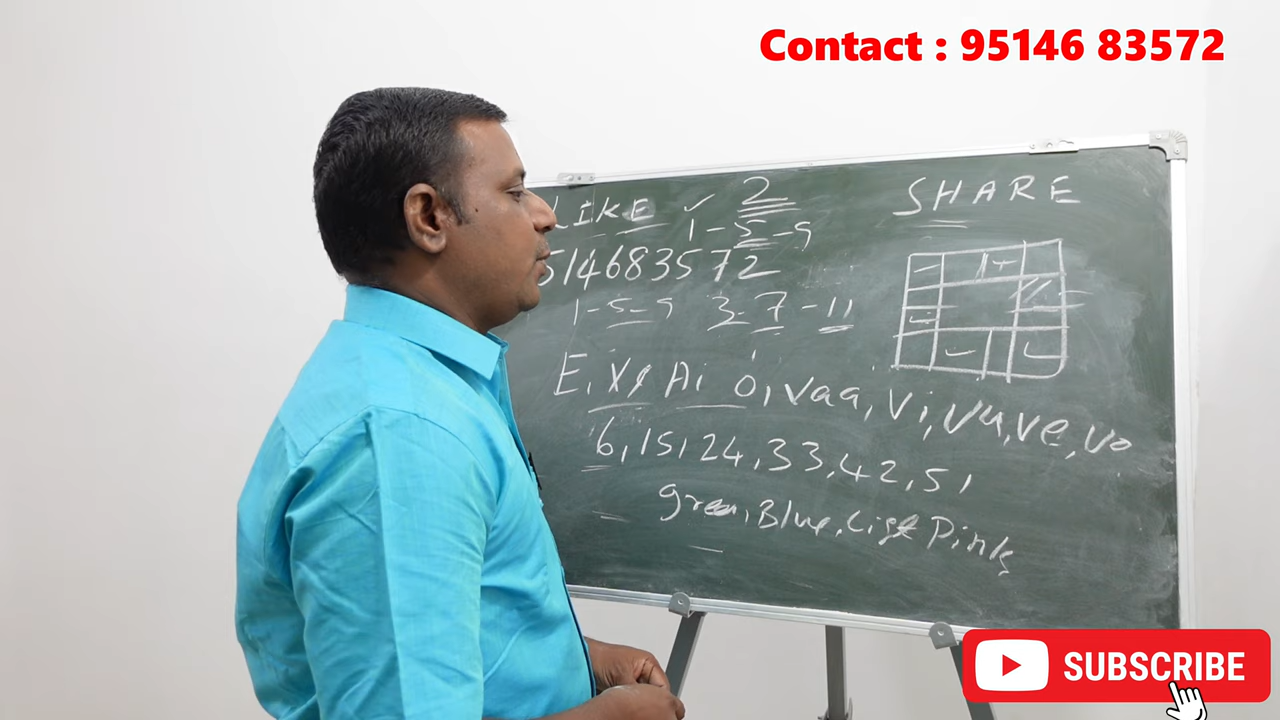 Contact : 95146 83572
LIKE ✓ 2
SHARE
1-5-9
514683572
1-5-9 3-7-11
E, Ai O, Vaa, Vi, Vu, Ve, Vo
6, 15, 24, 33, 42, 51
green, Blue, Light Pink
SUBSCRIBE